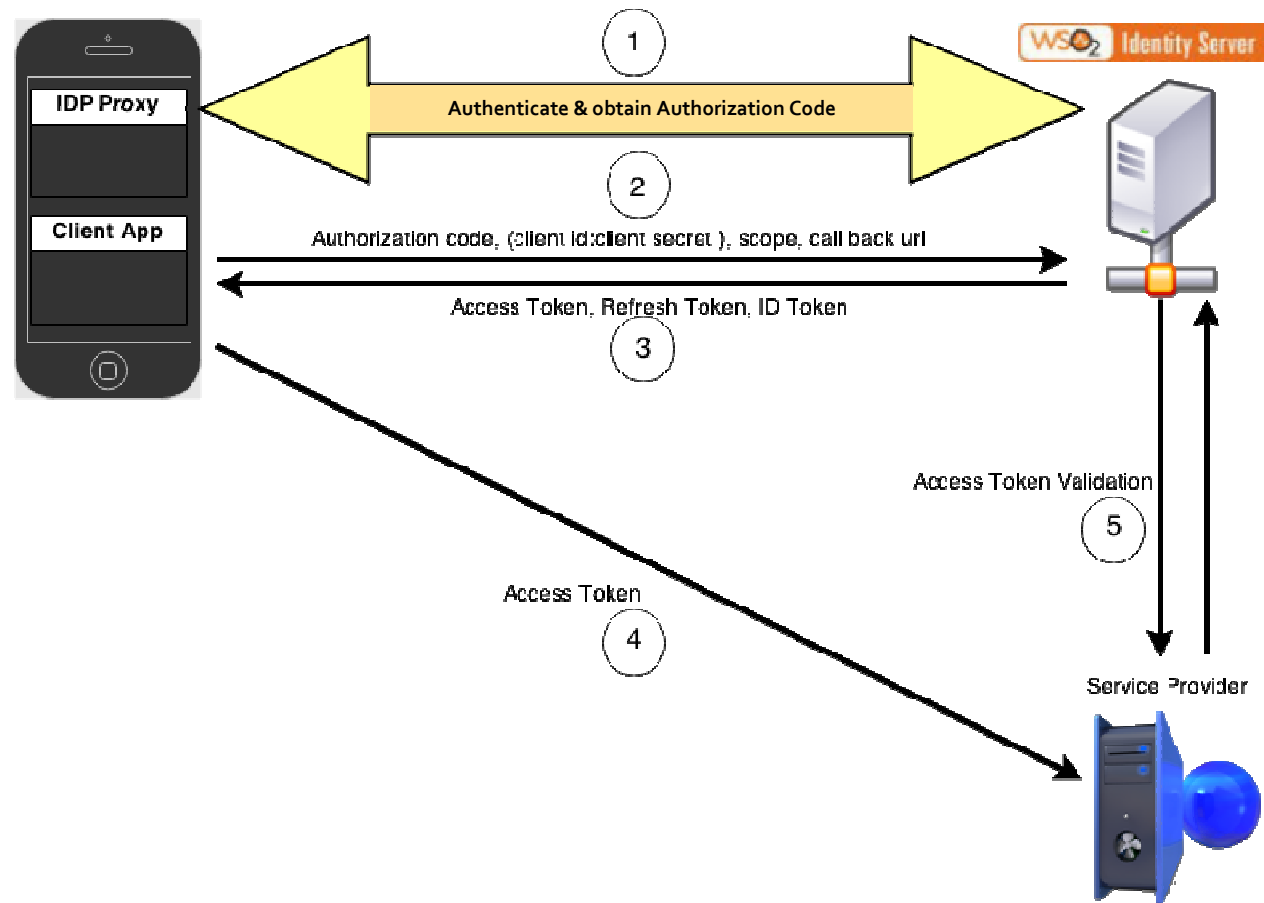 1
WSO2 Identity Server
IDP Proxy
Authenticate & obtain Authorization Code
2
Client App
Authorization code, (client id:client secret ), scope, call back url
Access Token, Refresh Token, ID Token
3
Access Token Validation
5
Access Token
4
Service Provider